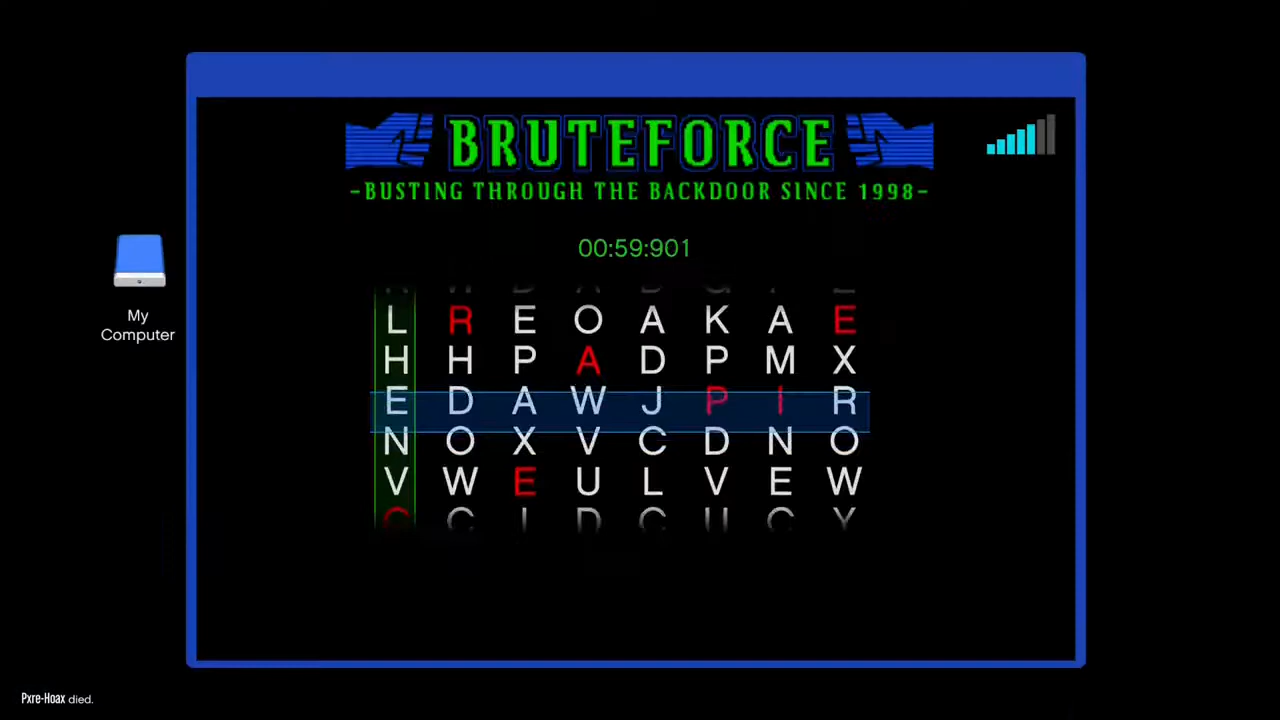 BRUTEFORCE
-BUSTING THROUGH THE BACKDOOR SINCE 1998-
00:59:901
L R E O A K A E
H H P A D P M X
My
Computer
E D A W J P I R
N O X V C D N O
V W E U L V E W
Pxre-Hoax died.